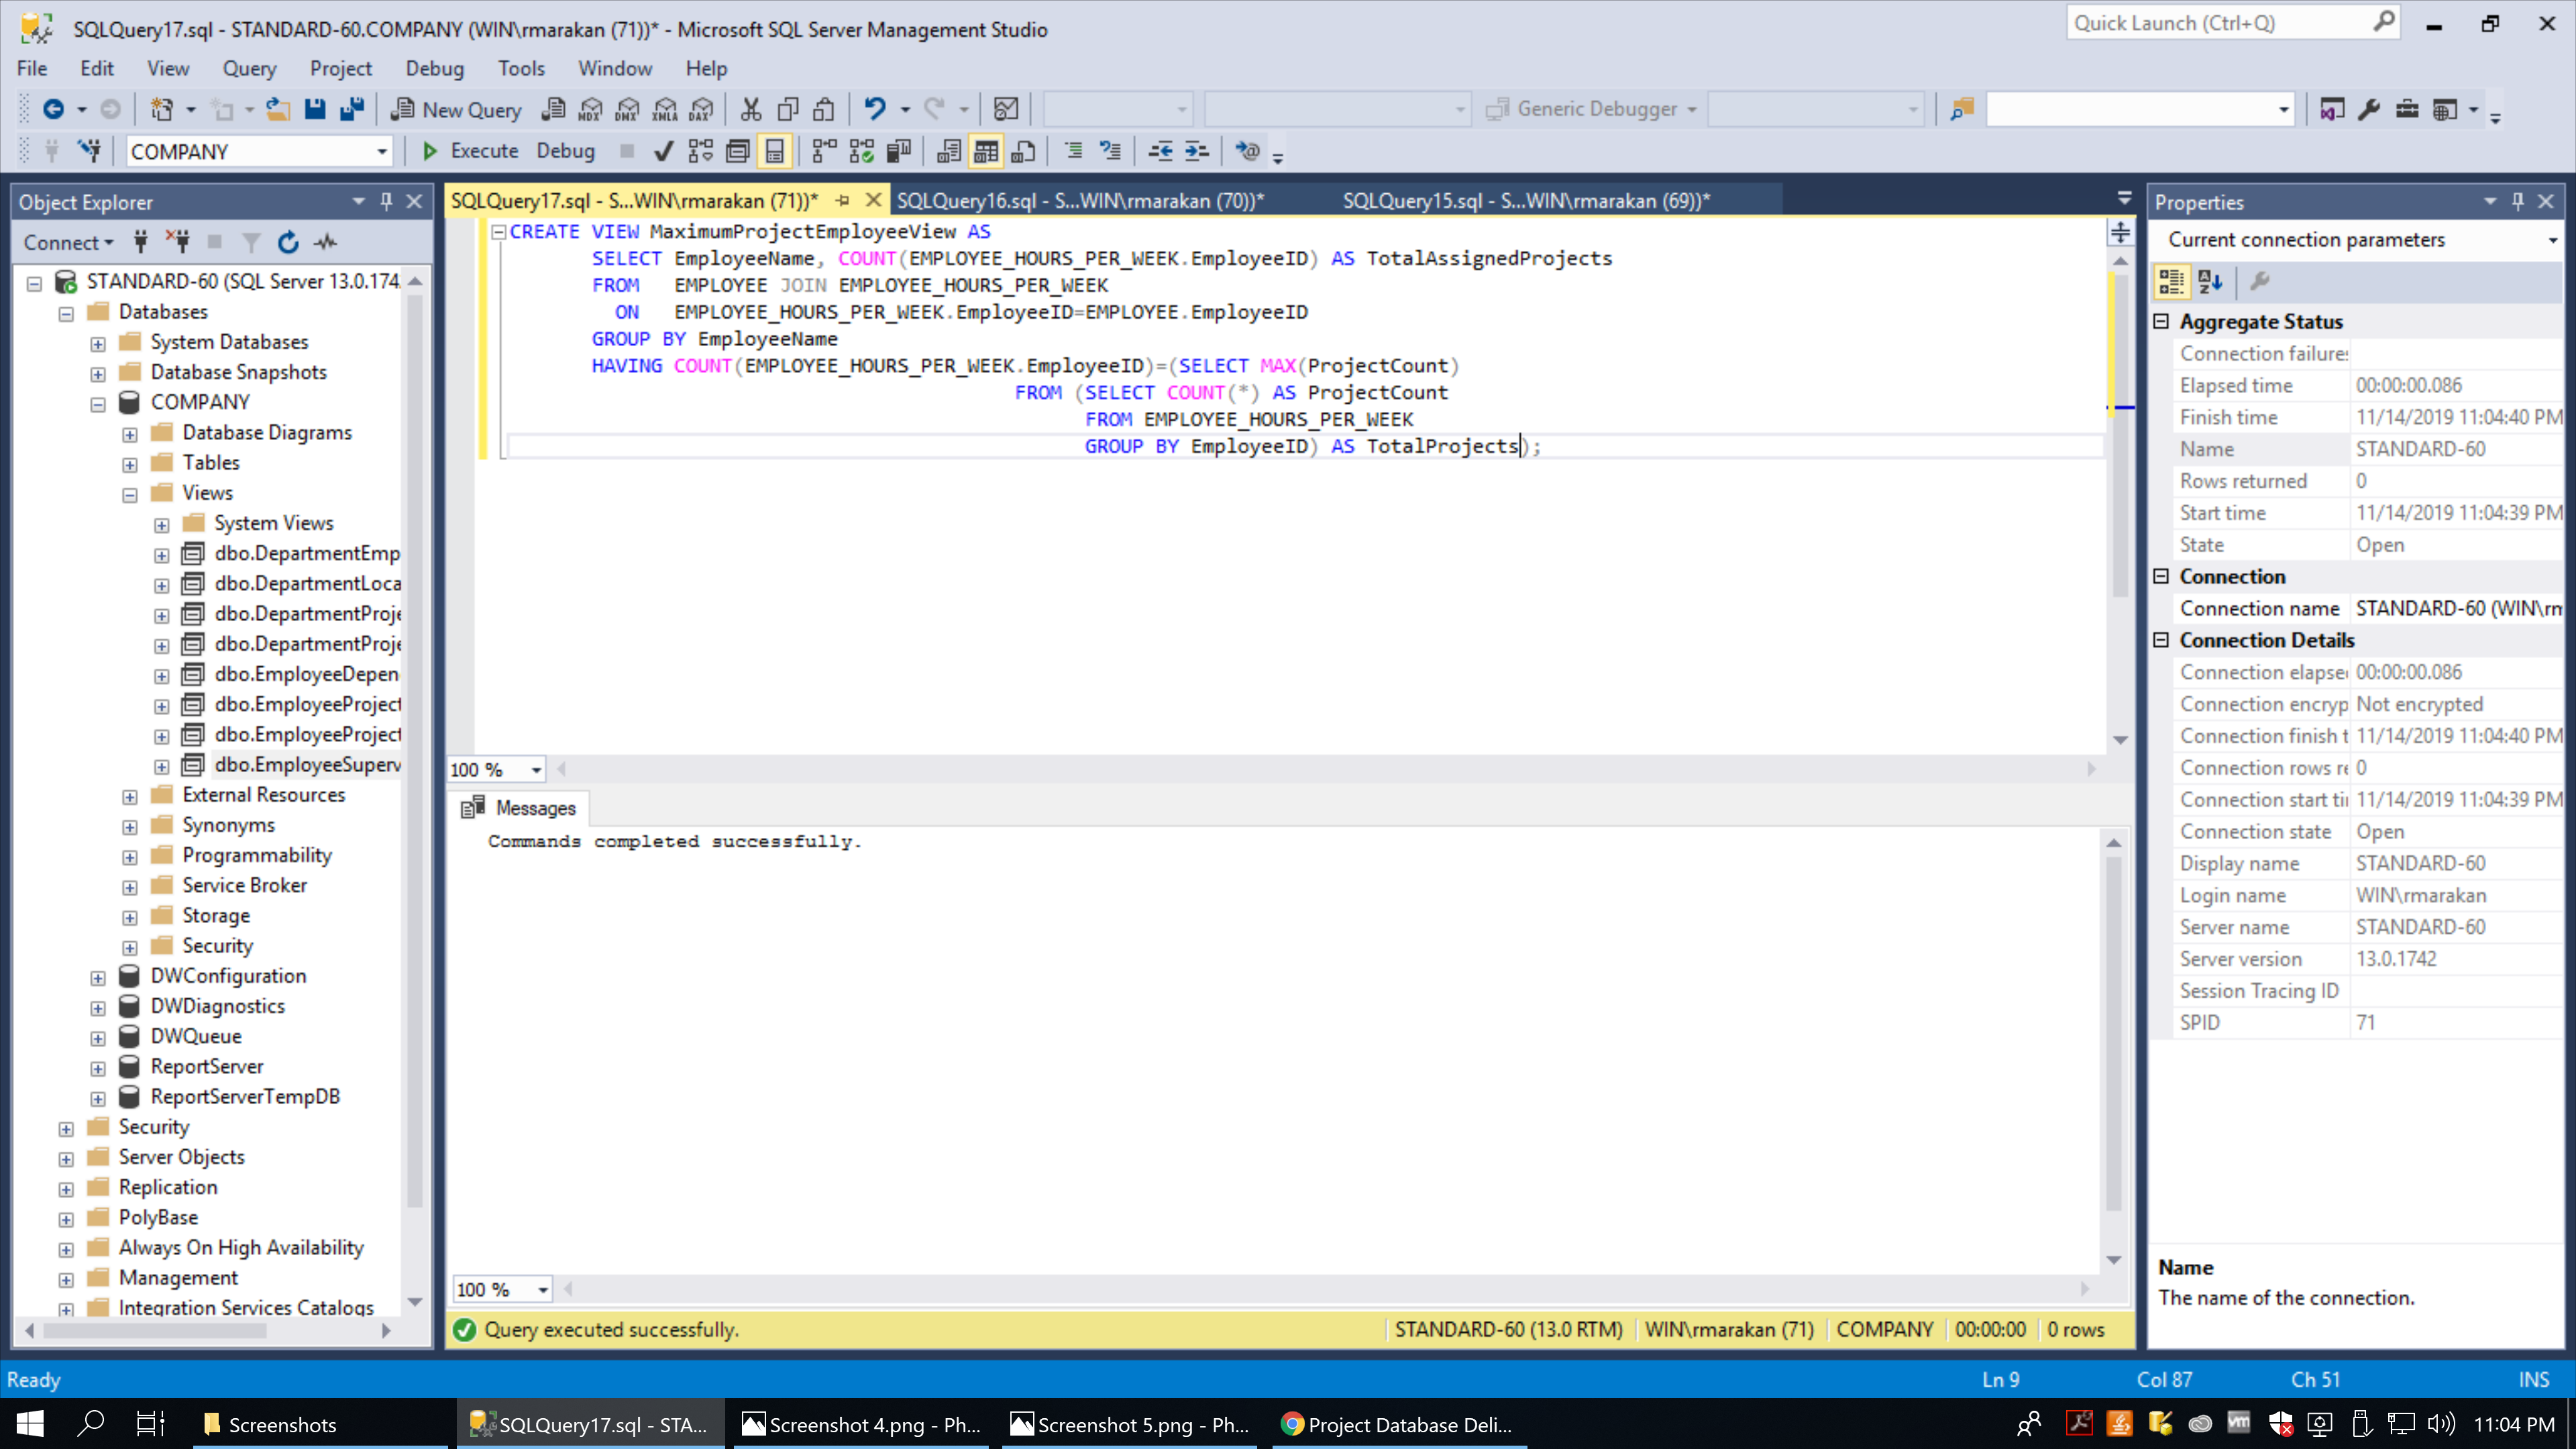 SQLQuery17.sql - STANDARD-60.COMPANY (WIN\rmarakan (71))* - Microsoft SQL Server Management Studio
Quick Launch (Ctrl+Q)
File Edit View Query Project Debug Tools Window Help
New Query MDX DMX XMLA DAX Generic Debugger
COMPANY Execute Debug
Object Explorer
Connect
STANDARD-60 (SQL Server 13.0.174
Databases
System Databases
Database Snapshots
COMPANY
Database Diagrams
Tables
Views
System Views
dbo.DepartmentEmp
dbo.DepartmentLoca
dbo.DepartmentProje
dbo.DepartmentProje
dbo.EmployeeDepen
dbo.EmployeeProject
dbo.EmployeeProject
dbo.EmployeeSuperv
External Resources
Synonyms
Programmability
Service Broker
Storage
Security
DWConfiguration
DWDiagnostics
DWQueue
ReportServer
ReportServerTempDB
Security
Server Objects
Replication
PolyBase
Always On High Availability
Management
Integration Services Catalogs
SQLQuery17.sql - S...WIN\rmarakan (71))* SQLQuery16.sql - S...WIN\rmarakan (70))* SQLQuery15.sql - S...WIN\rmarakan (69))*
CREATE VIEW MaximumProjectEmployeeView AS
SELECT EmployeeName, COUNT(EMPLOYEE_HOURS_PER_WEEK.EmployeeID) AS TotalAssignedProjects
FROM EMPLOYEE JOIN EMPLOYEE_HOURS_PER_WEEK
ON EMPLOYEE_HOURS_PER_WEEK.EmployeeID=EMPLOYEE.EmployeeID
GROUP BY EmployeeName
HAVING COUNT(EMPLOYEE_HOURS_PER_WEEK.EmployeeID)=(SELECT MAX(ProjectCount)
FROM (SELECT COUNT(*) AS ProjectCount
FROM EMPLOYEE_HOURS_PER_WEEK
GROUP BY EmployeeID) AS TotalProjects);
100 %
Messages
Commands completed successfully.
100 %
Query executed successfully. STANDARD-60 (13.0 RTM) WIN\rmarakan (71) COMPANY 00:00:00 0 rows
Properties
Current connection parameters
Aggregate Status
Connection failures
Elapsed time 00:00:00.086
Finish time 11/14/2019 11:04:40 PM
Name STANDARD-60
Rows returned 0
Start time 11/14/2019 11:04:39 PM
State Open
Connection
Connection name STANDARD-60 (WIN\rm
Connection Details
Connection elapse 00:00:00.086
Connection encryp Not encrypted
Connection finish t 11/14/2019 11:04:40 PM
Connection rows re 0
Connection start ti 11/14/2019 11:04:39 PM
Connection state Open
Display name STANDARD-60
Login name WIN\rmarakan
Server name STANDARD-60
Server version 13.0.1742
Session Tracing ID
SPID 71
Name
The name of the connection.
Ready Ln 9 Col 87 Ch 51 INS
Screenshots SQLQuery17.sql - STA... Screenshot 4.png - Ph... Screenshot 5.png - Ph... Project Database Deli... vm 11:04 PM